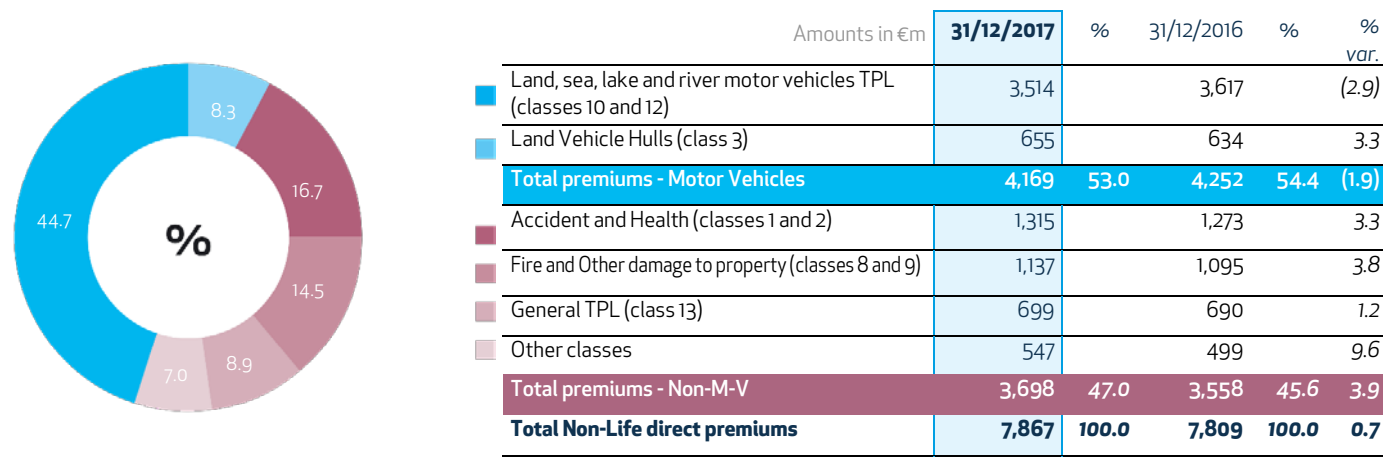 8.3
16.7
44.7
%
14.5
8.9
7.0
Amounts in €m 31/12/2017 % 31/12/2016 % %
var.
Land, sea, lake and river motor vehicles TPL
(classes 10 and 12) 3,514 3,617 (2.9)
Land Vehicle Hulls (class 3) 655 634 3.3
Total premiums - Motor Vehicles 4,169 53.0 4,252 54.4 (1.9)
Accident and Health (classes 1 and 2) 1,315 1,273 3.3
Fire and Other damage to property (classes 8 and 9) 1,137 1,095 3.8
General TPL (class 13) 699 690 1.2
Other classes 547 499 9.6
Total premiums - Non-M-V 3,698 47.0 3,558 45.6 3.9
Total Non-Life direct premiums 7,867 100.0 7,809 100.0 0.7